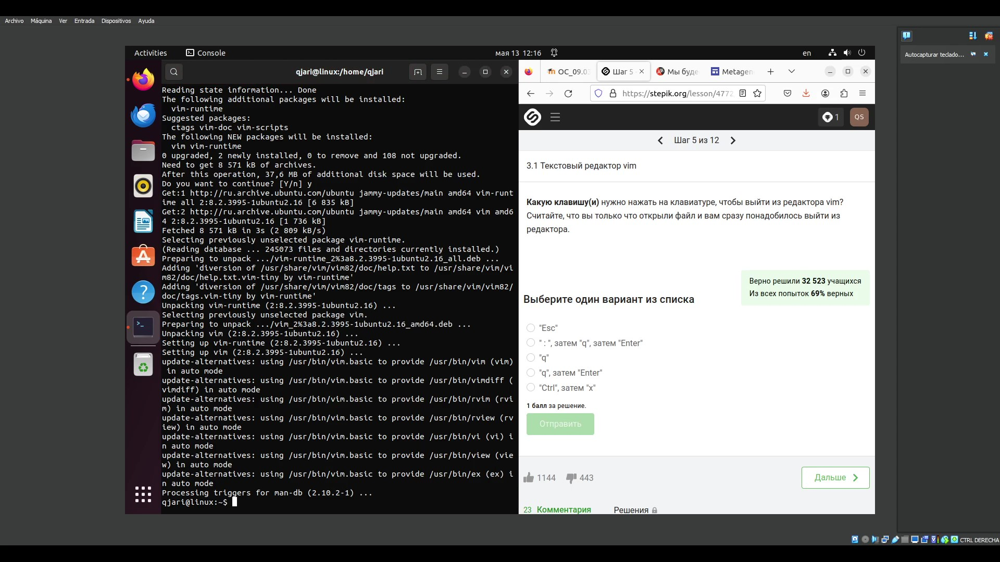 Archivo Máquina Ver Entrada Dispositivos Ayuda
Autocapturar teclado...
Activities Console мая 13 12:16 en
qjari@linux:/home/qjari
Reading state information... Done
The following additional packages will be installed:
vim-runtime
Suggested packages:
ctags vim-doc vim-scripts
The following NEW packages will be installed:
vim vim-runtime
0 upgraded, 2 newly installed, 0 to remove and 108 not upgraded.
Need to get 8 571 kB of archives.
After this operation, 37,6 MB of additional disk space will be used.
Do you want to continue? [Y/n] y
Get:1 http://ru.archive.ubuntu.com/ubuntu jammy-updates/main amd64 vim-runt
ime all 2:8.2.3995-1ubuntu2.16 [6 835 kB]
Get:2 http://ru.archive.ubuntu.com/ubuntu jammy-updates/main amd64 vim amd6
4 2:8.2.3995-1ubuntu2.16 [1 736 kB]
Fetched 8 571 kB in 3s (2 809 kB/s)
Selecting previously unselected package vim-runtime.
(Reading database ... 245073 files and directories currently installed.)
Preparing to unpack .../vim-runtime_2%3a8.2.3995-1ubuntu2.16_all.deb ...
Adding 'diversion of /usr/share/vim/vim82/doc/help.txt to /usr/share/vim/vi
m82/doc/help.txt.vim-tiny by vim-runtime'
Adding 'diversion of /usr/share/vim/vim82/doc/tags to /usr/share/vim/vim82/
doc/tags.vim-tiny by vim-runtime'
Unpacking vim-runtime (2:8.2.3995-1ubuntu2.16) ...
Selecting previously unselected package vim.
Preparing to unpack .../vim_2%3a8.2.3995-1ubuntu2.16_amd64.deb ...
Unpacking vim (2:8.2.3995-1ubuntu2.16) ...
Setting up vim-runtime (2:8.2.3995-1ubuntu2.16) ...
Setting up vim (2:8.2.3995-1ubuntu2.16) ...
update-alternatives: using /usr/bin/vim.basic to provide /usr/bin/vim (vim)
in auto mode
update-alternatives: using /usr/bin/vim.basic to provide /usr/bin/vimdiff (
vimdiff) in auto mode
update-alternatives: using /usr/bin/vim.basic to provide /usr/bin/rvim (rvi
m) in auto mode
update-alternatives: using /usr/bin/vim.basic to provide /usr/bin/rview (rv
iew) in auto mode
update-alternatives: using /usr/bin/vim.basic to provide /usr/bin/vi (vi) i
n auto mode
update-alternatives: using /usr/bin/vim.basic to provide /usr/bin/view (vie
w) in auto mode
update-alternatives: using /usr/bin/vim.basic to provide /usr/bin/ex (ex) i
n auto mode
Processing triggers for man-db (2.10.2-1) ...
qjari@linux:~$
ОС_09.03 Шаг 5 Мы буде Metagen
https://stepik.org/lesson/4772
1 QS
Шаг 5 из 12
3.1 Текстовый редактор vim
Какую клавишу(и) нужно нажать на клавиатуре, чтобы выйти из редактора vim?
Считайте, что вы только что открыли файл и вам сразу понадобилось выйти из
редактора.
Верно решили 32 523 учащихся
Из всех попыток 69% верных
Выберите один вариант из списка
"Esc"
" : ", затем "q", затем "Enter"
"q"
"q", затем "Enter"
"Ctrl", затем "x"
1 балл за решение.
Отправить
1144 443
Дальше
23 Комментария Решения
CTRL DERECHA